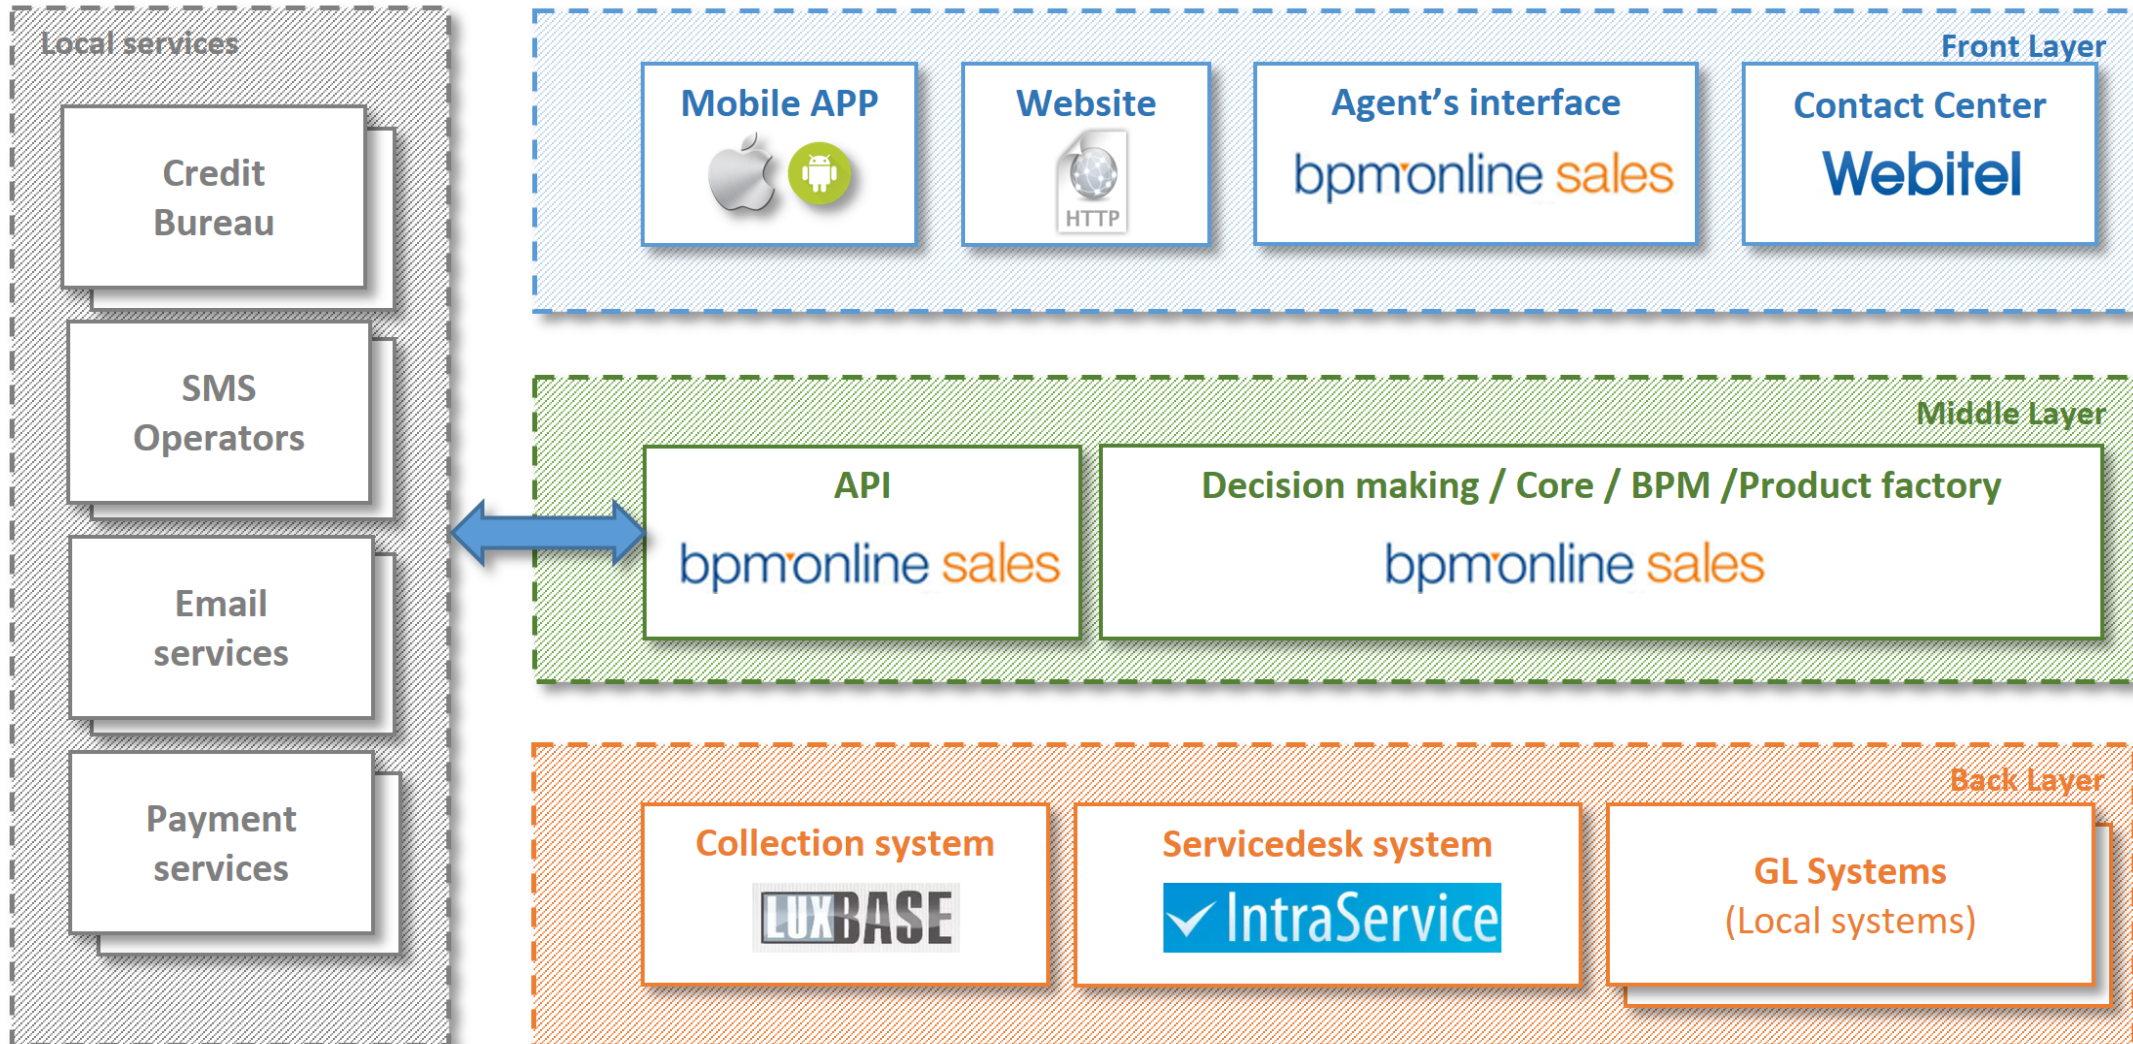 Local services
Credit
Bureau
SMS
Operators
Email
services
Payment
services
Front Layer
Mobile APP
Website
HTTP
Agent's interface
bpm'online sales
Contact Center
Webitel
Middle Layer
API
bpm'online sales
Decision making / Core / BPM /Product factory
bpm'online sales
Back Layer
Collection system
LUXBASE
Servicedesk system
IntraService
GL Systems
(Local systems)